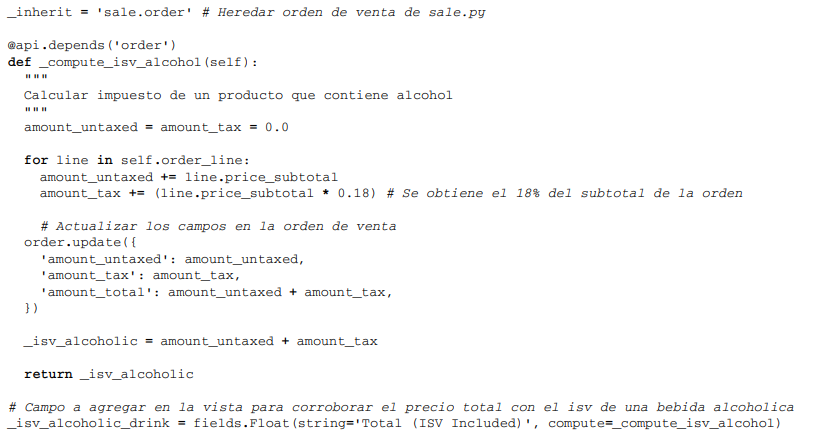 _inherit = 'sale.order' # Heredar orden de venta de sale.py
@api.depends('order')
def _compute_isv_alcohol(self):
"""
Calcular impuesto de un producto que contiene alcohol
"""
amount_untaxed = amount_tax = 0.0
for line in self.order_line:
amount_untaxed += line.price_subtotal
amount_tax += (line.price_subtotal * 0.18) # Se obtiene el 18% del subtotal de la orden
# Actualizar los campos en la orden de venta
order.update({
'amount_untaxed': amount_untaxed,
'amount_tax': amount_tax,
'amount_total': amount_untaxed + amount_tax,
})
_isv_alcoholic = amount_untaxed + amount_tax
return _isv_alcoholic
# Campo a agregar en la vista para corroborar el precio total con el isv de una bebida alcoholica
_isv_alcoholic_drink = fields.Float(string='Total (ISV Included)', compute=_compute_isv_alcohol)